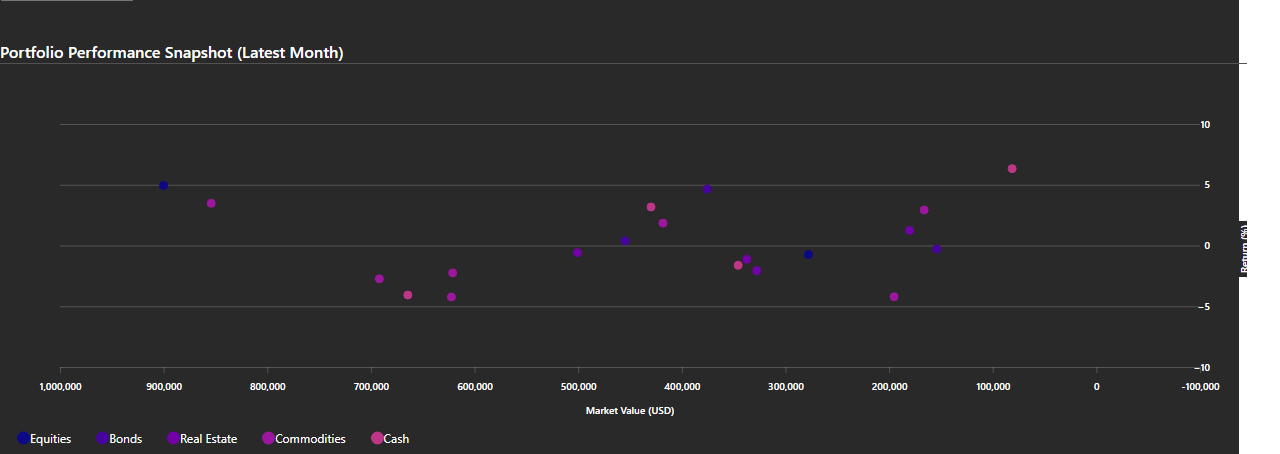 Portfolio Performance Snapshot (Latest Month)
10
5
0
−5
−10
Return (%)
1,000,000 900,000 800,000 700,000 600,000 500,000 400,000 300,000 200,000 100,000 0 -100,000
Market Value (USD)
Equities Bonds Real Estate Commodities Cash